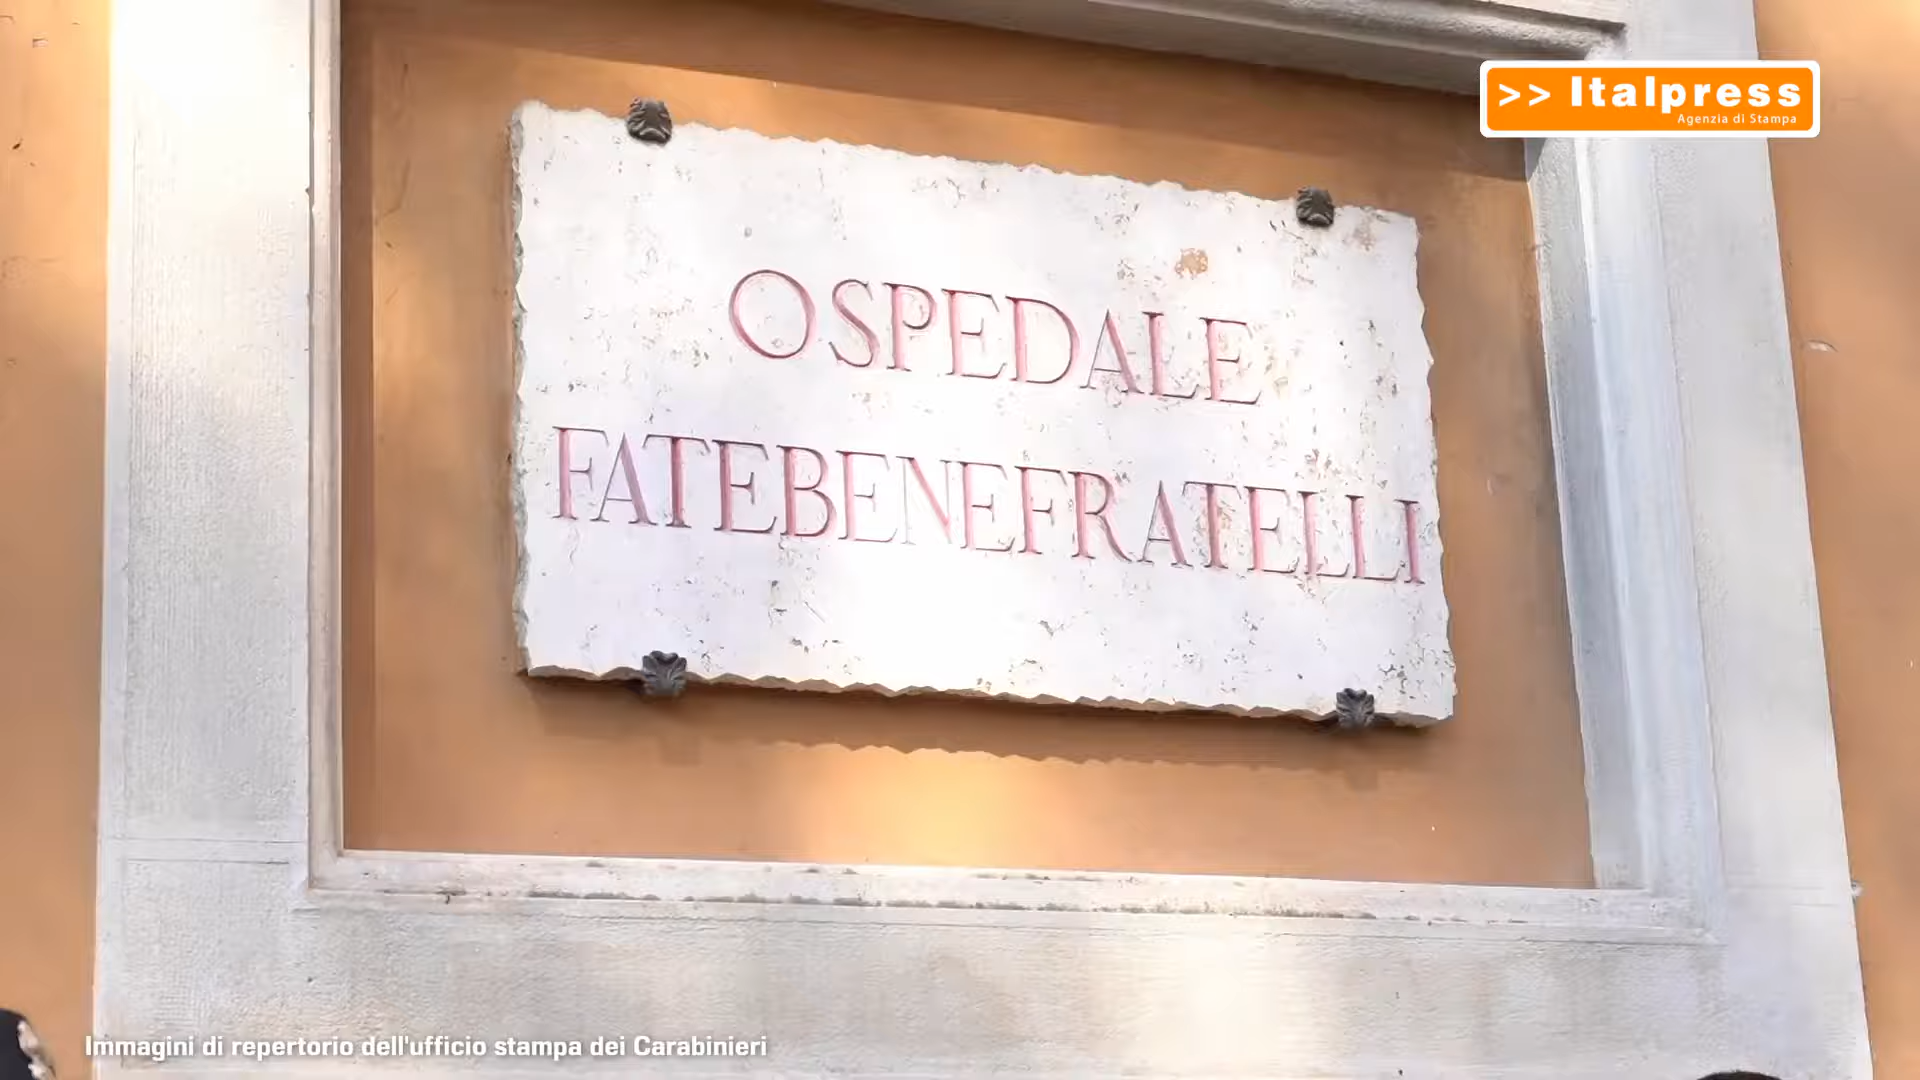 >> Italpress
Agenzia di Stampa
OSPEDALE
FATEBENEFRATELLI
Immagini di repertorio dell'ufficio stampa dei Carabinieri